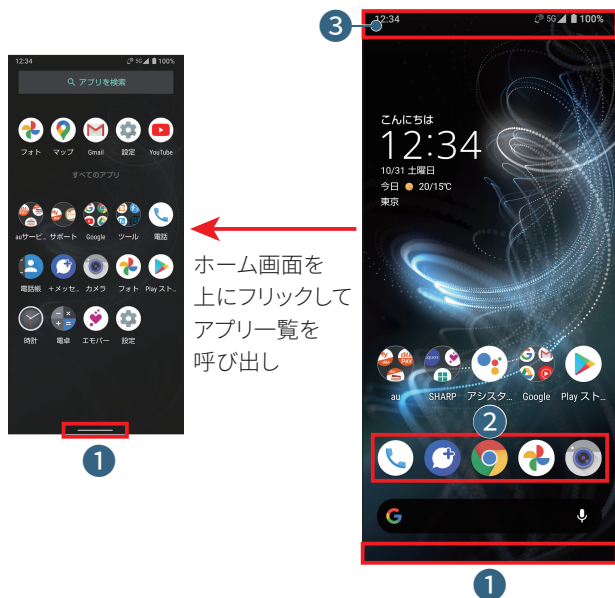 12:34 5G 100%
アプリを検索
フォト マップ Gmail 設定 YouTube
すべてのアプリ
auサービ... サポート Google ツール 電話
電話帳 +メッセ... カメラ フォト Play スト...
時計 電卓 エモパー 設定
1
ホーム画面を
上にフリックして
アプリ一覧を
呼び出し
3
12:34 5G 100%
こんにちは
12:34
10/31 土曜日
今日 20/15℃
東京
au SHARP アシスタ... Google Play スト...
2
1